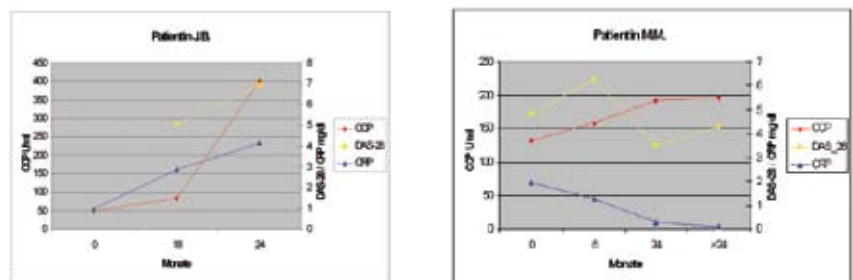 Patientin J.B.
450
400
350
300
250
200
150
100
50
0
8
7
6
5
4
3
2
1
0
CCP U/ml
DAS-28 / CRP mg/dl
CCP
DAS-28
CRP
0
18
24
Monate
Patientin M.M.
250
200
150
100
50
0
7
6
5
4
3
2
1
0
CCP U/ml
DAS-28 / CRP mg/dl
CCP
DAS_28
CRP
0
6
24
>24
Monate